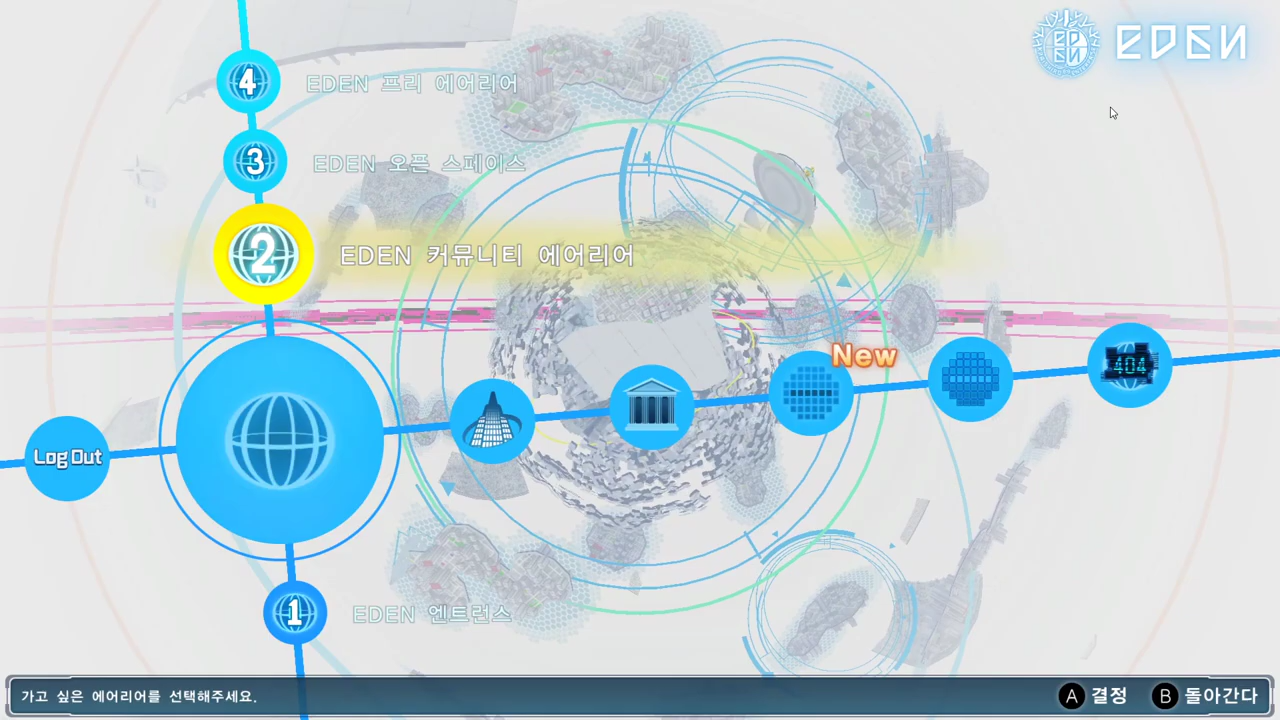 EDEN
4 EDEN 프리 에어리어
3 EDEN 오픈 스페이스
2 EDEN 커뮤니티 에어리어
New
404
Log Out
1 EDEN 엔트런스
가고 싶은 에어리어를 선택해주세요.
A 결정 B 돌아간다